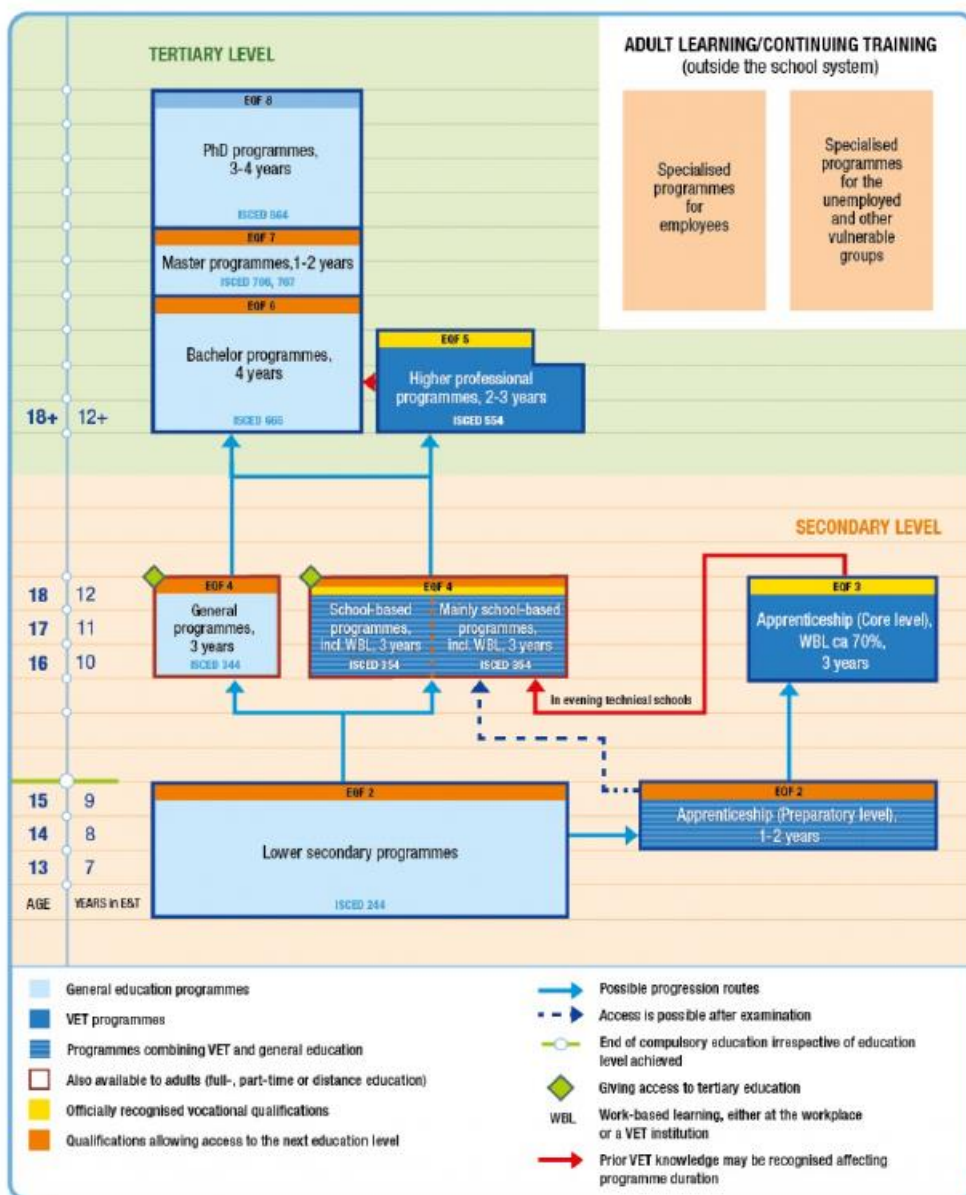 TERTIARY LEVEL
ADULT LEARNING/CONTINUING TRAINING
(outside the school system)
Specialised
programmes
for
employees
Specialised
programmes
for the
unemployed
and other
vulnerable
groups
EQF 8
PhD programmes,
3-4 years
ISCED 864
EQF 7
Master programmes,1-2 years
ISCED 766, 767
EQF 6
Bachelor programmes,
4 years
ISCED 665
EQF 5
Higher professional
programmes, 2-3 years
ISCED 554
18+ 12+
SECONDARY LEVEL
18 12
17 11
16 10
EQF 4
General
programmes,
3 years
ISCED 344
EQF 4
School-based
programmes,
incl. WBL, 3 years
ISCED 354
Mainly school-based
programmes,
incl. WBL, 3 years
ISCED 354
EQF 3
Apprenticeship (Core level),
WBL ca 70%,
3 years
In evening technical schools
15 9
14 8
13 7
AGE YEARS in E&T
EQF 2
Lower secondary programmes
ISCED 244
EQF 2
Apprenticeship (Preparatory level),
1-2 years
General education programmes
VET programmes
Programmes combining VET and general education
Also available to adults (full-, part-time or distance education)
Officially recognised vocational qualifications
Qualifications allowing access to the next education level
Possible progression routes
Access is possible after examination
End of compulsory education irrespective of education
level achieved
Giving access to tertiary education
WBL Work-based learning, either at the workplace
or a VET institution
Prior VET knowledge may be recognised affecting
programme duration